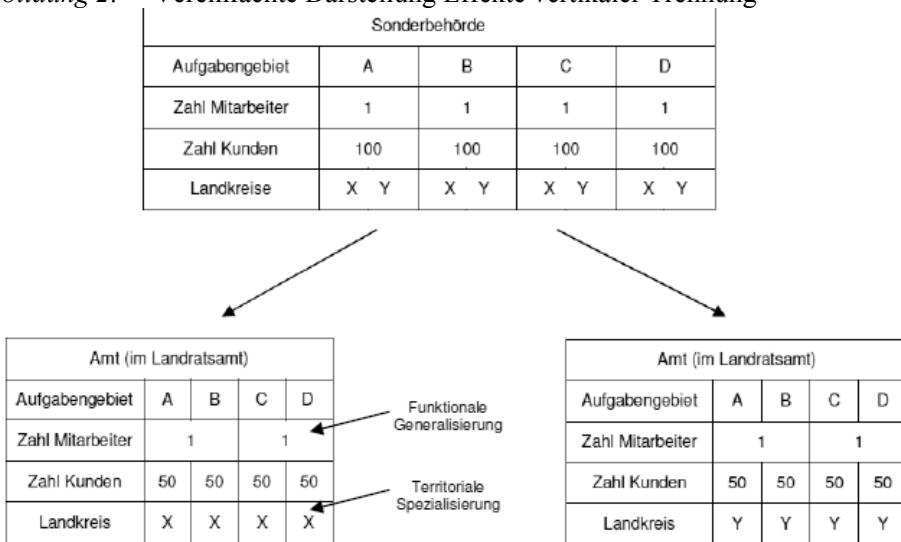 bildung 2: Vereinfachte Darstellung Effekte vertikaler Trennung
Sonderbehörde
Aufgabengebiet A B C D
Zahl Mitarbeiter 1 1 1 1
Zahl Kunden 100 100 100 100
Landkreise X Y X Y X Y X Y
Amt (im Landratsamt)
Aufgabengebiet A B C D
Zahl Mitarbeiter 1 1
Zahl Kunden 50 50 50 50
Landkreis X X X X
Funktionale
Generalisierung
Territoriale
Spezialisierung
Amt (im Landratsamt)
Aufgabengebiet A B C D
Zahl Mitarbeiter 1 1
Zahl Kunden 50 50 50 50
Landkreis Y Y Y Y